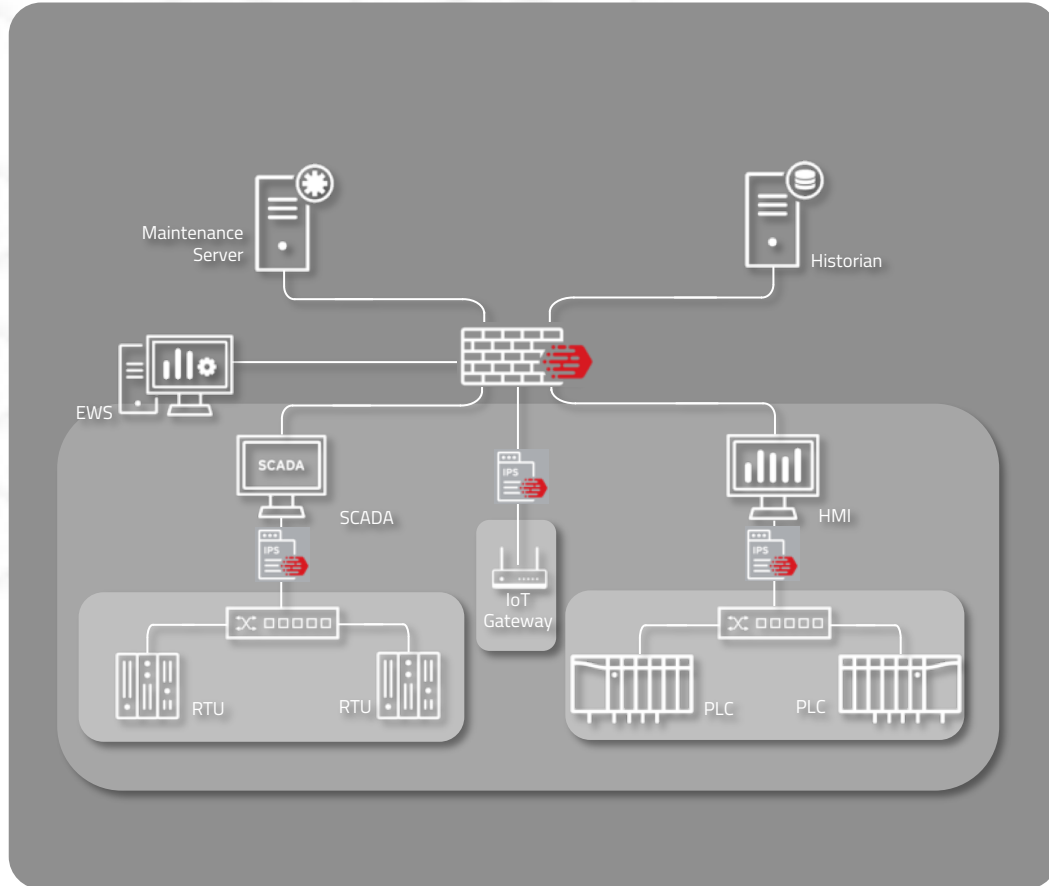 Maintenance
Server
Historian
EWS
SCADA
SCADA
IPS
HMI
IPS
IPS
IoT
Gateway
RTU
RTU
PLC
PLC